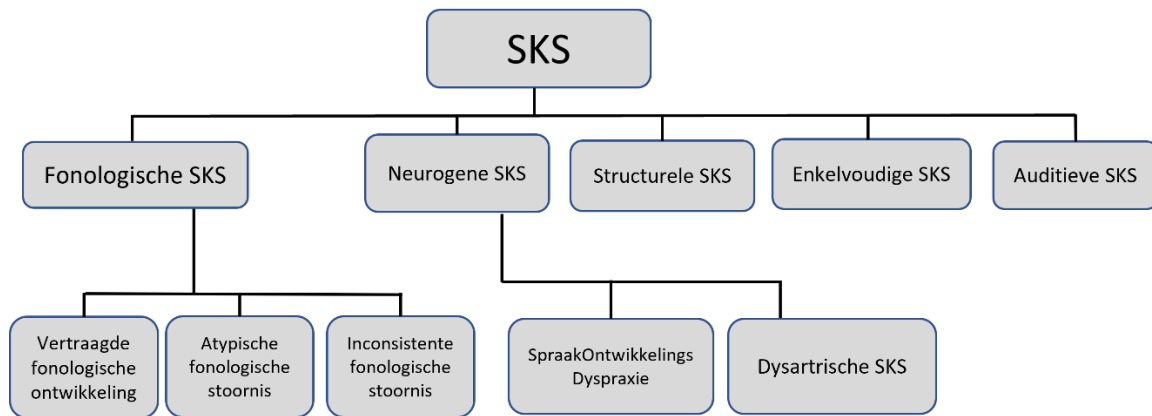 SKS
Fonologische SKS
Neurogene SKS
Structurele SKS
Enkelvoudige SKS
Auditieve SKS
Vertraagde
fonologische
ontwikkeling
Atypische
fonologische
stoornis
Inconsistente
fonologische
stoornis
SpraakOntwikkelings
Dyspraxie
Dysartrische SKS